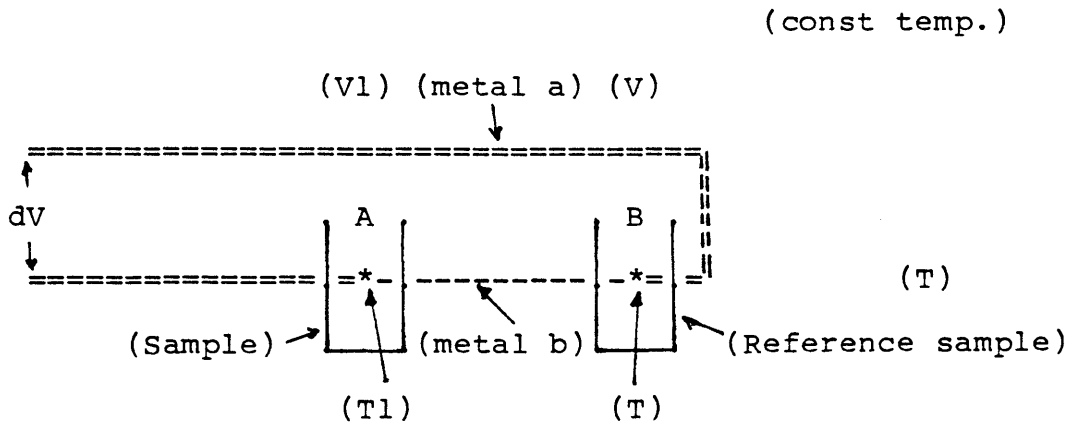 (const temp.)
(V1) (metal a) (V)
dV
A B
* *
(T)
(Sample) (metal b) (Reference sample)
(T1) (T)